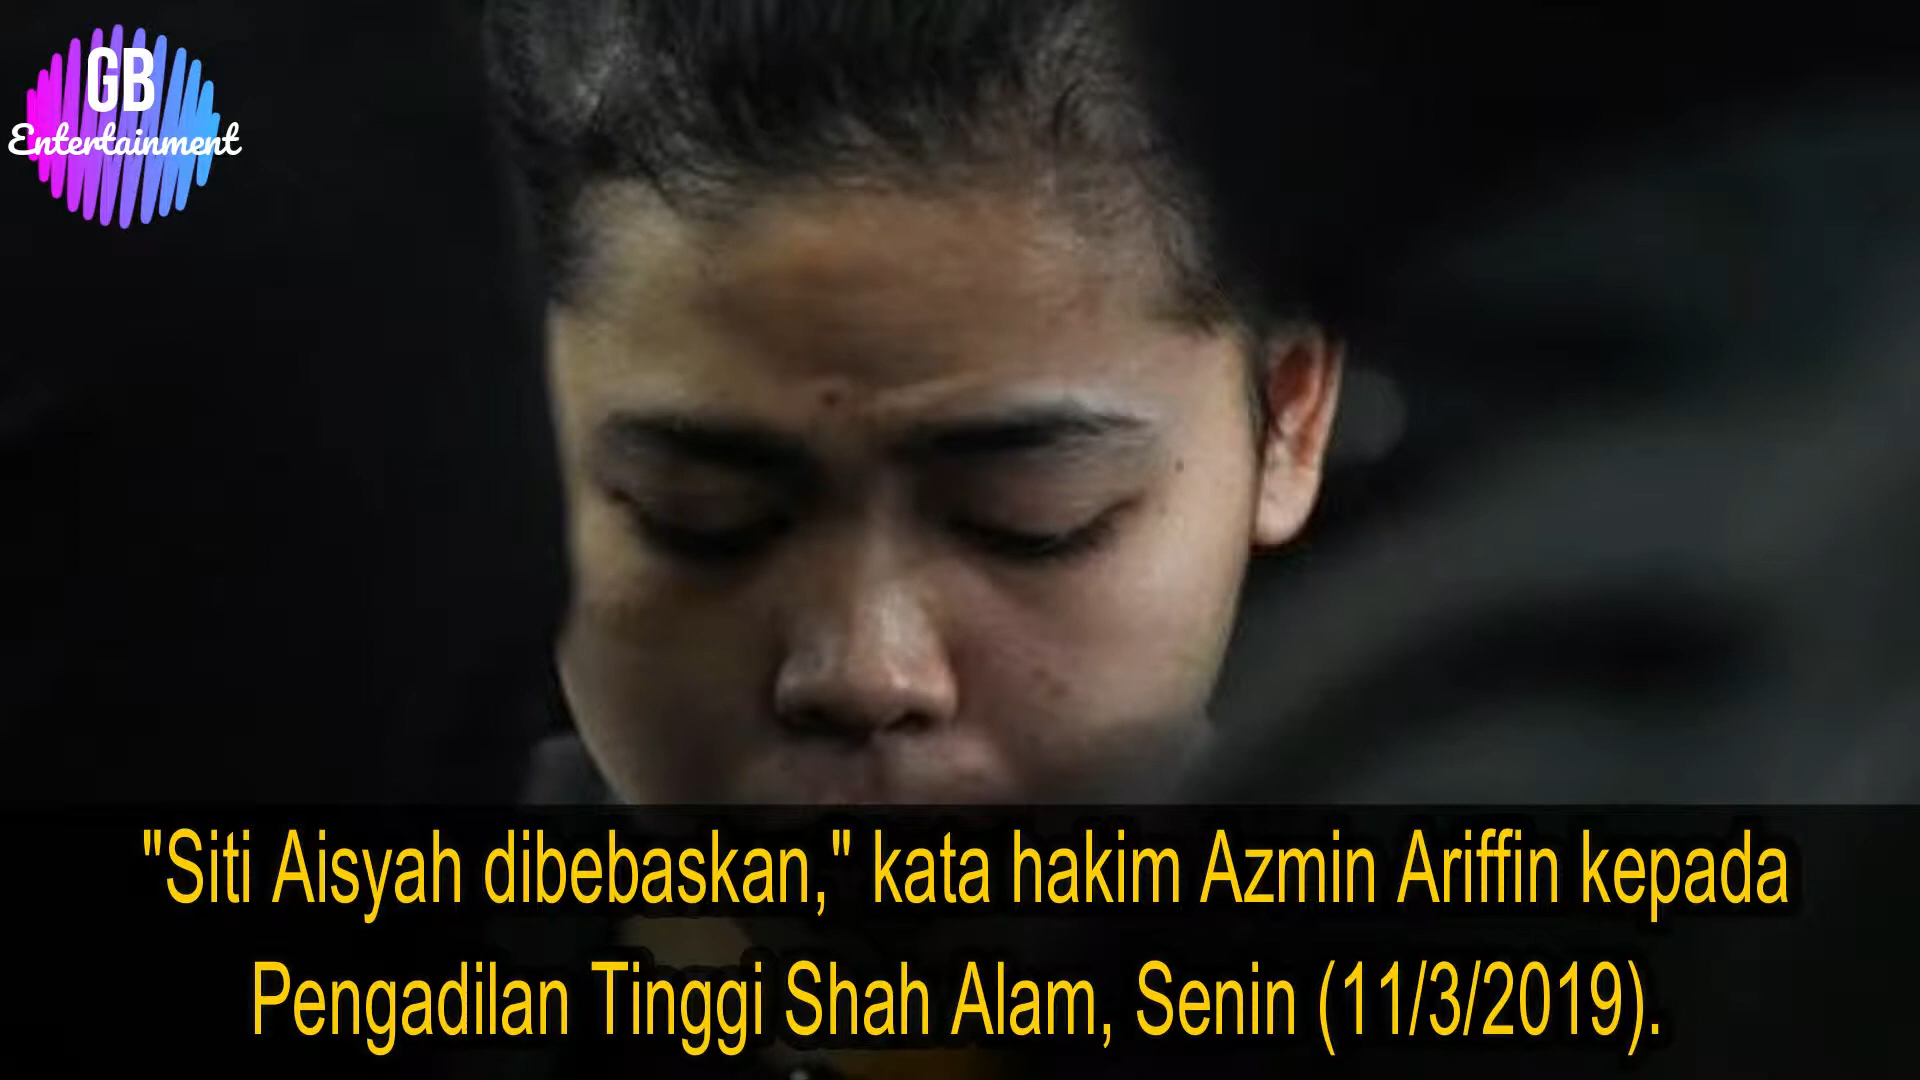 GB
Entertainment
"Siti Aisyah dibebaskan," kata hakim Azmin Ariffin kepada
Pengadilan Tinggi Shah Alam, Senin (11/3/2019).